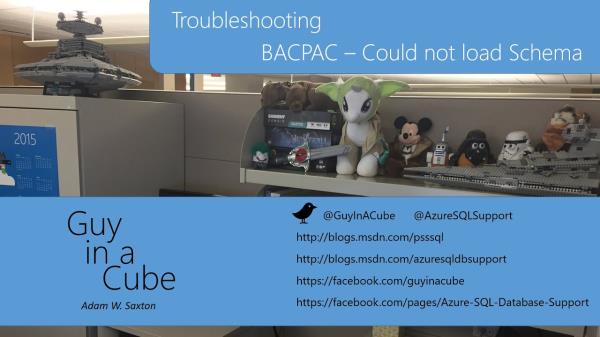 Troubleshooting
BACPAC – Could not load Schema
2015
Guy
in a
Cube
Adam W. Saxton
@GuyInACube @AzureSQLSupport
http://blogs.msdn.com/psssql
http://blogs.msdn.com/azuresqldbsupport
https://facebook.com/guyinacube
https://facebook.com/pages/Azure-SQL-Database-Support